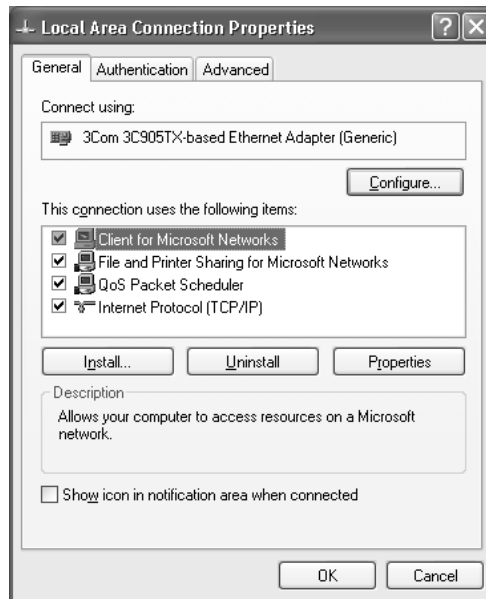 Local Area Connection Properties
General Authentication Advanced
Connect using:
3Com 3C905TX-based Ethernet Adapter (Generic)
Configure...
This connection uses the following items:
Client for Microsoft Networks
File and Printer Sharing for Microsoft Networks
QoS Packet Scheduler
Internet Protocol (TCP/IP)
Install... Uninstall Properties
Description
Allows your computer to access resources on a Microsoft
network.
Show icon in notification area when connected
OK Cancel